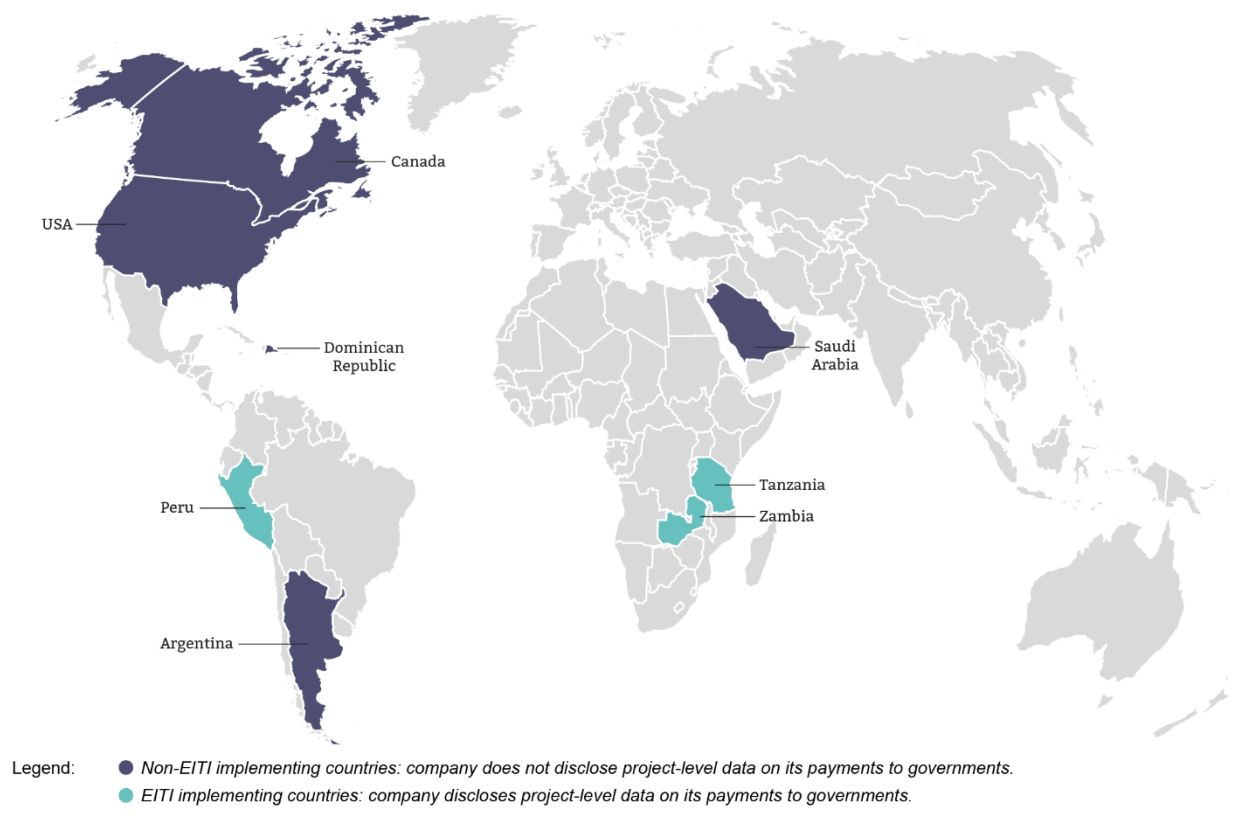 Canada
USA
Dominican
Republic
Saudi
Arabia
Peru
Tanzania
Zambia
Argentina
Legend:
Non-EITI implementing countries: company does not disclose project-level data on its payments to governments.
EITI implementing countries: company discloses project-level data on its payments to governments.